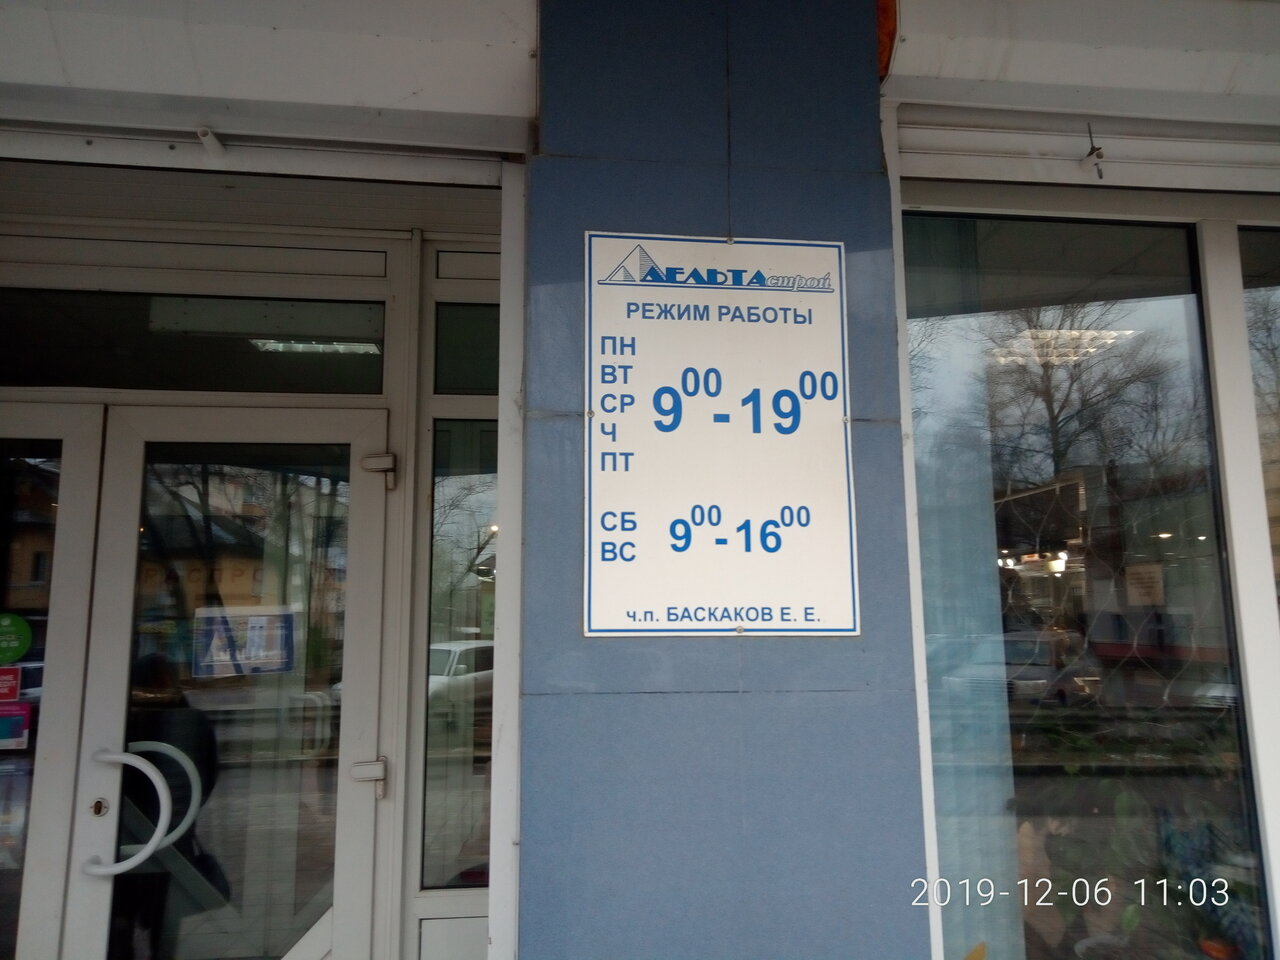 ДЕЛЬТАстрой
РЕЖИМ РАБОТЫ
ПН
ВТ
СР
Ч
ПТ
9⁰⁰-19⁰⁰
СБ
ВС
9⁰⁰-16⁰⁰
ч.п. БАСКАКОВ Е. Е.
2019-12-06 11:03